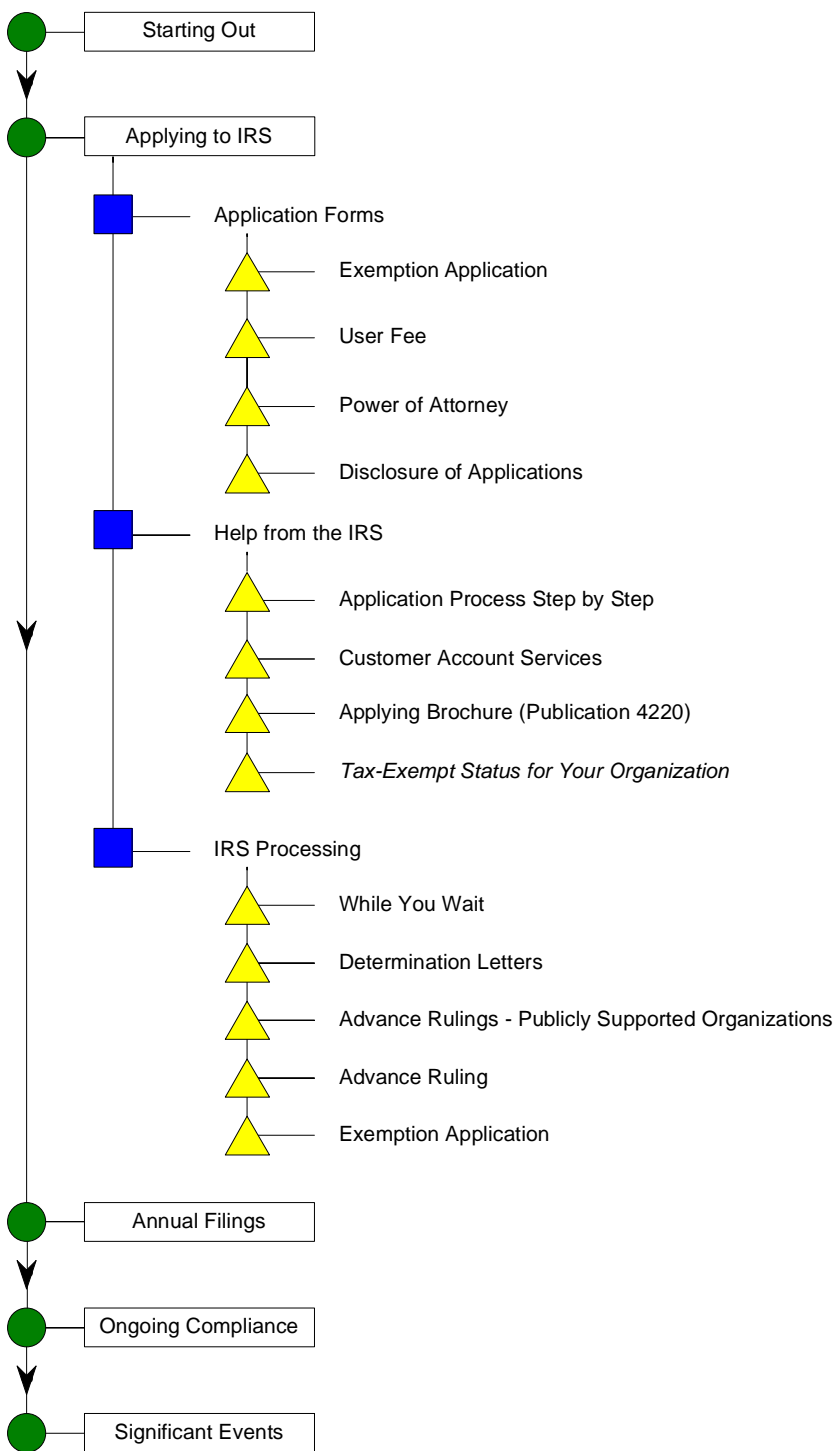 Starting Out
Applying to IRS
Application Forms
Exemption Application
User Fee
Power of Attorney
Disclosure of Applications
Help from the IRS
Application Process Step by Step
Customer Account Services
Applying Brochure (Publication 4220)
Tax-Exempt Status for Your Organization
IRS Processing
While You Wait
Determination Letters
Advance Rulings - Publicly Supported Organizations
Advance Ruling
Exemption Application
Annual Filings
Ongoing Compliance
Significant Events